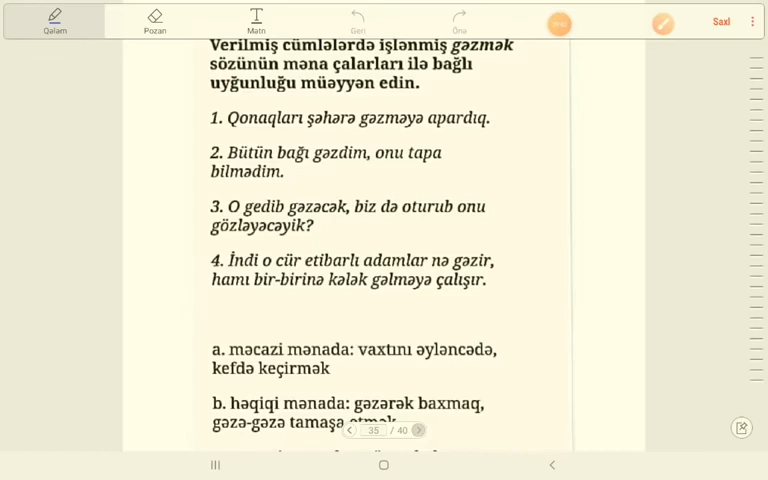 Qələm
Pozan
Mətn
Geri
Önə
Saxl
Verilmiş cümlələrdə işlənmiş gəzmək
sözünün məna çalarları ilə bağlı
uyğunluğu müəyyən edin.
1. Qonaqları şəhərə gəzməyə apardıq.
2. Bütün bağı gəzdim, onu tapa
bilmədim.
3. O gedib gəzəcək, biz də oturub onu
gözləyəcəyik?
4. İndi o cür etibarlı adamlar nə gəzir,
hamı bir-birinə kələk gəlməyə çalışır.
a. məcazi mənada: vaxtını əyləncədə,
kefdə keçirmək
b. həqiqi mənada: gəzərək baxmaq,
gəzə-gəzə tamaşa etmək
35 / 40